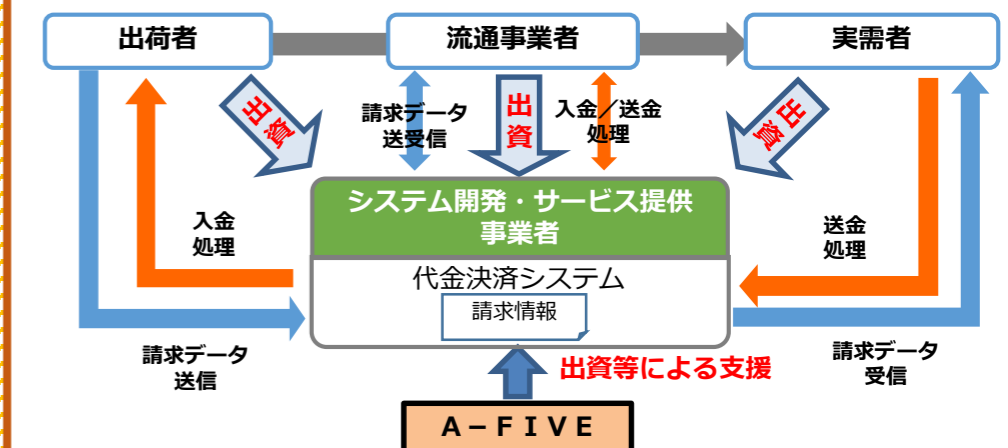 出荷者
流通事業者
実需者
出資
請求データ
送受信
出
資
入金／送金
処理
出資
システム開発・サービス提供
事業者
入金
処理
送金
処理
代金決済システム
請求情報
請求データ
送信
出資等による支援
請求データ
受信
Ａ－ＦＩＶＥ